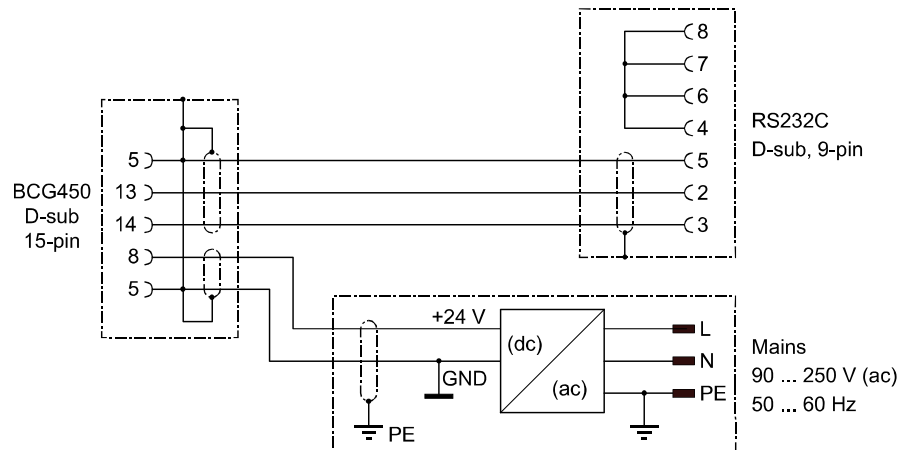 8
7
6
4
5
2
3
RS232C
D-sub, 9-pin
BCG450
D-sub
15-pin
5
13
14
8
5
+24 V
GND
PE
(dc)
(ac)
L
N
PE
Mains
90 ... 250 V (ac)
50 ... 60 Hz